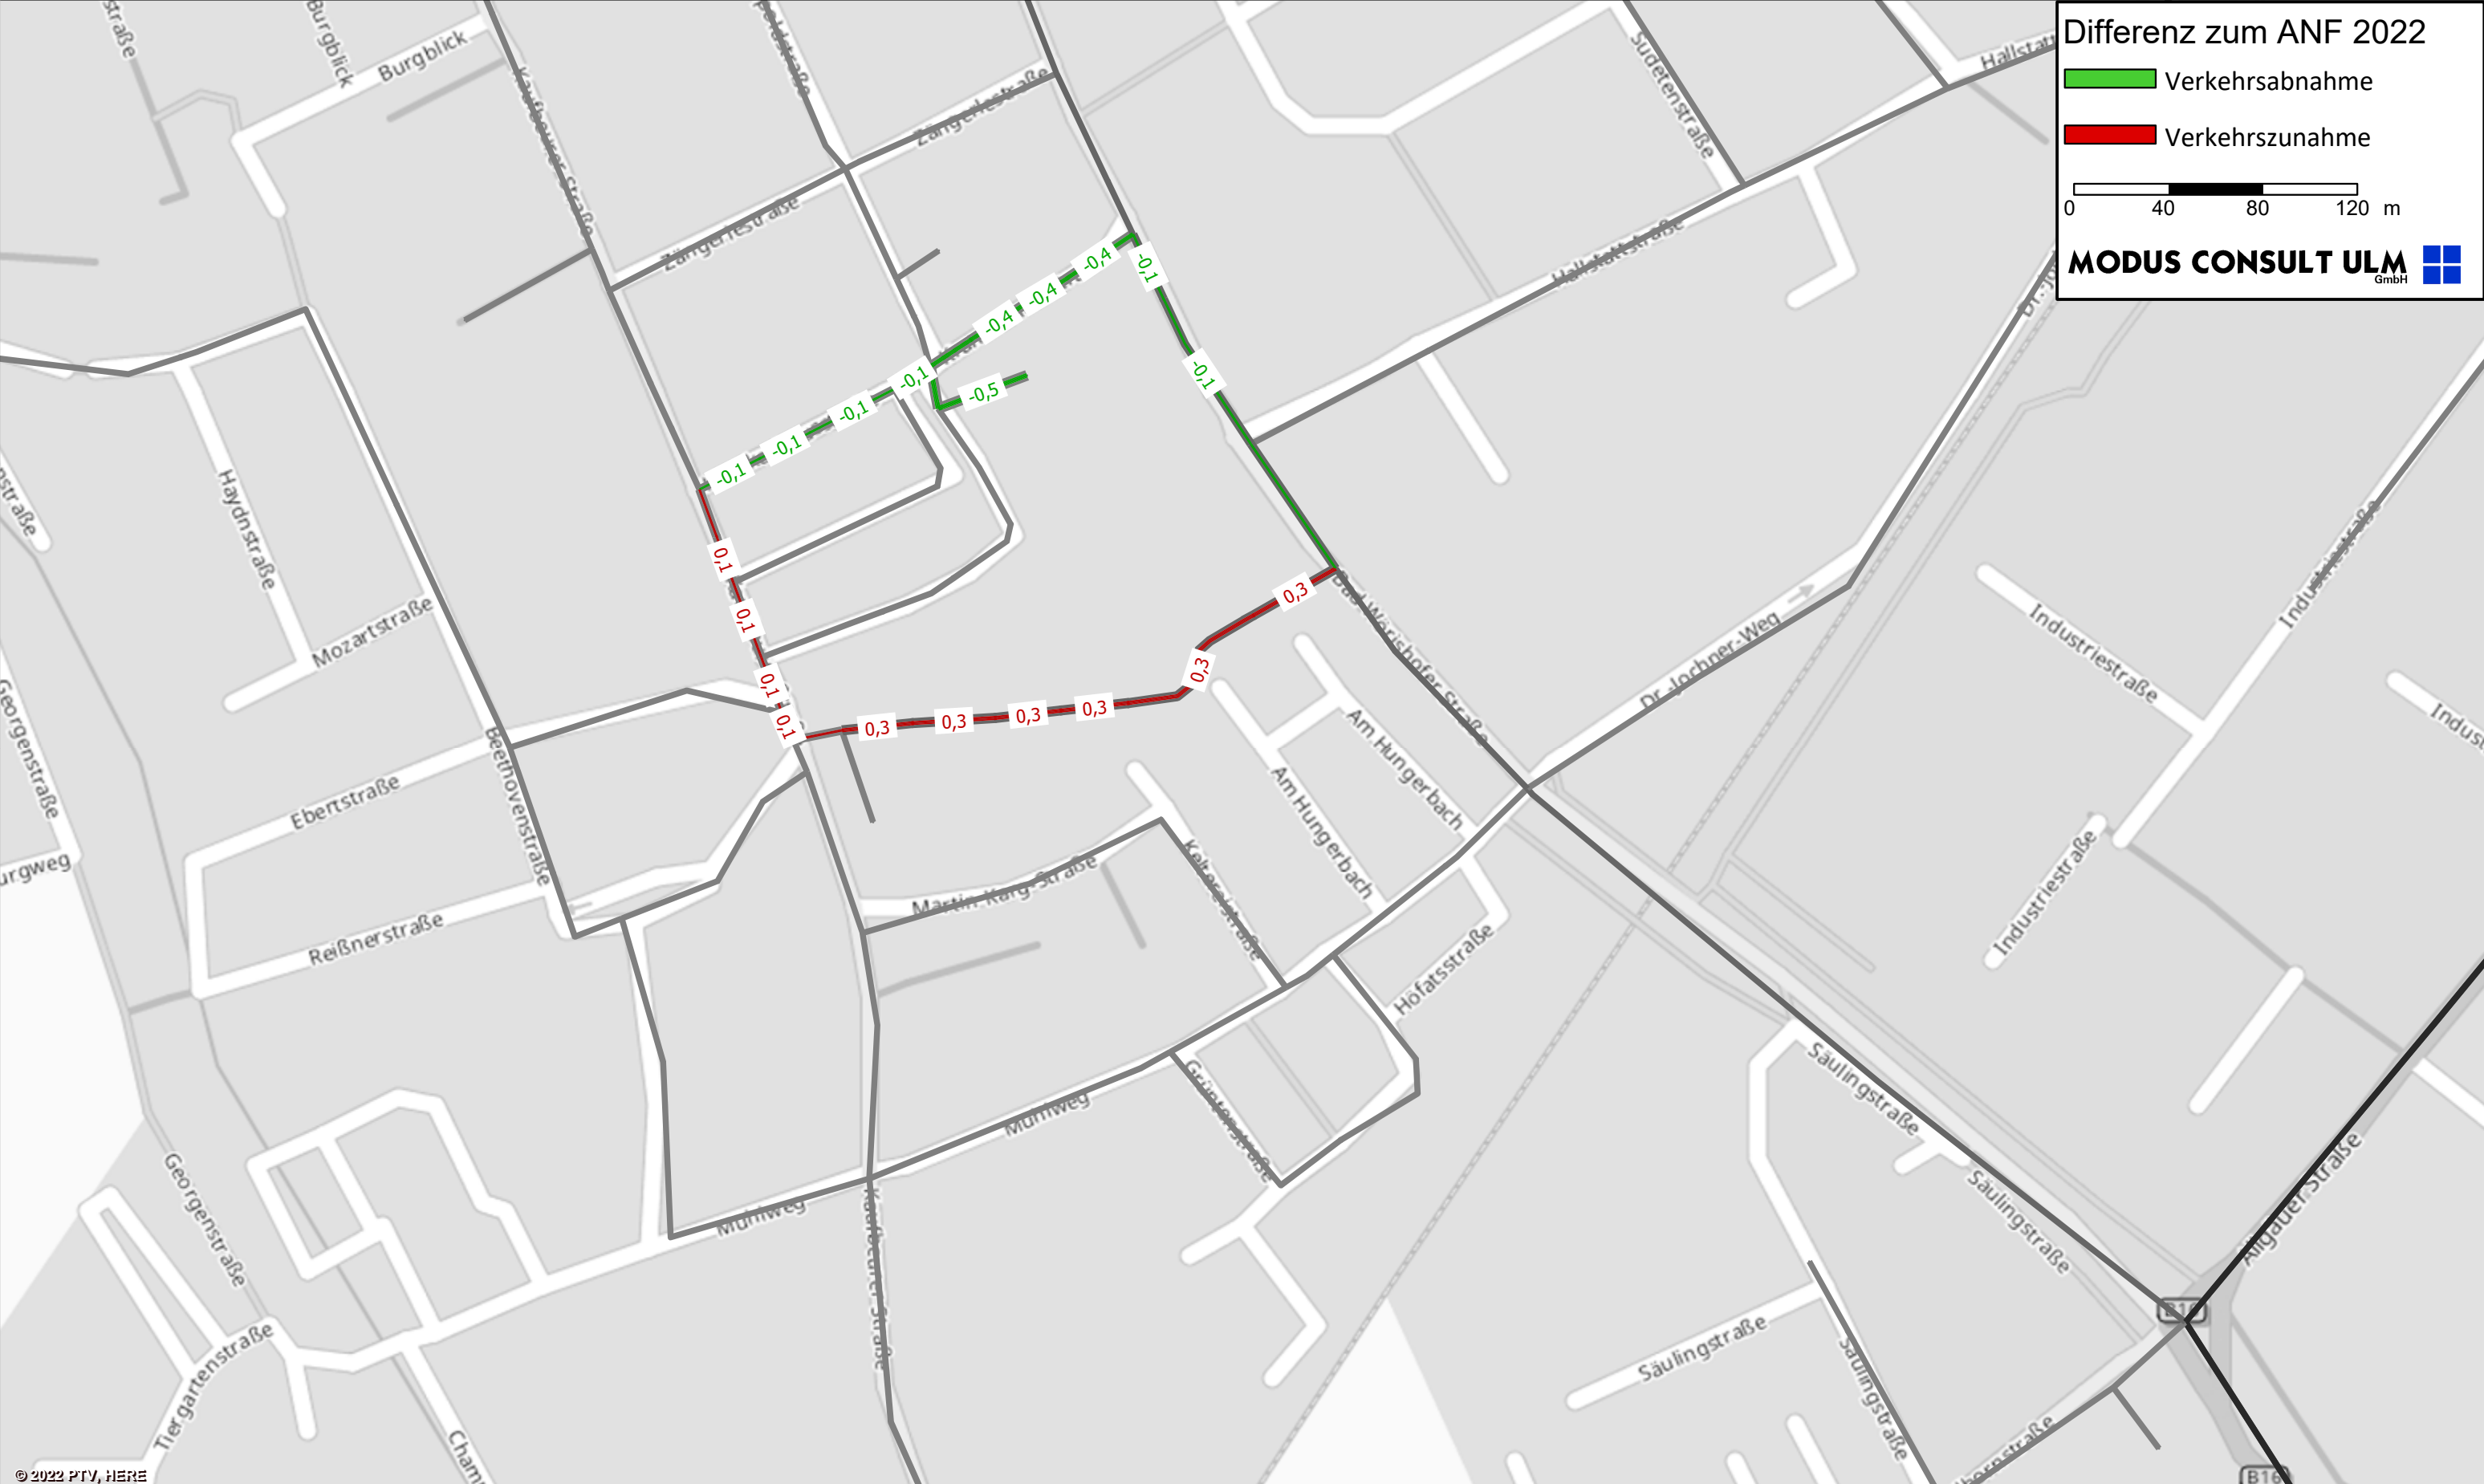 Differenz zum ANF 2022
Verkehrsabnahme
Verkehrszunahme
0 40 80 120 m
MODUS CONSULT ULM
GmbH
Burgblick
Burgblick
Kaufbeurer Straße
Zängerlestraße
Zängerlestraße
Sudetenstraße
Hallstattstraße
-0,4
-0,4
-0,4
-0,1
-0,1
-0,1
-0,5
-0,1
-0,1
-0,1
0,1
0,1
0,1
0,1
0,3
0,3
0,3
0,3
0,3
0,3
Haydnstraße
Mozartstraße
Georgenstraße
Beethovenstraße
Ebertstraße
Reißnerstraße
Bad Wörishofer Straße
Dr.-Jochner-Weg
Am Hungerbach
Am Hungerbach
Martin-Karg-Straße
Keltereistraße
Höfatsstraße
Industriestraße
Industriestraße
Industriestraße
Mühlweg
Mühlweg
Grüntenstraße
Säulingstraße
Säulingstraße
Säulingstraße
Säulingstraße
Allgäuer Straße
B16
B16
Georgenstraße
Tiergartenstraße
Kaufbeurer Straße
© 2022 PTV, HERE